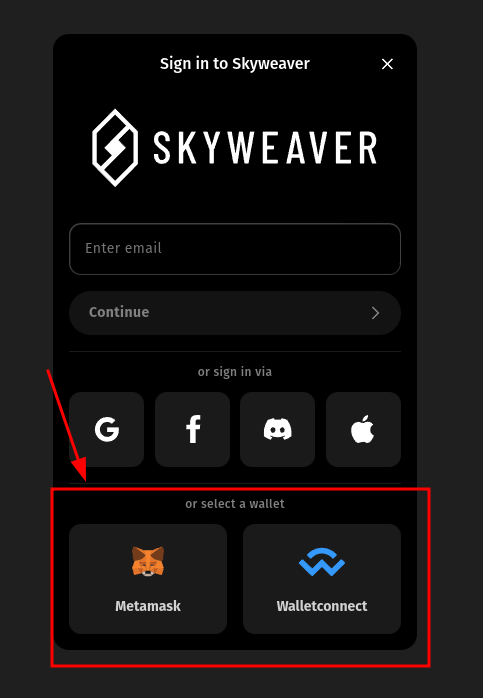 Sign in to Skyweaver
SKYWEAVER
Enter email
Continue
or sign in via
or select a wallet
Metamask
Walletconnect